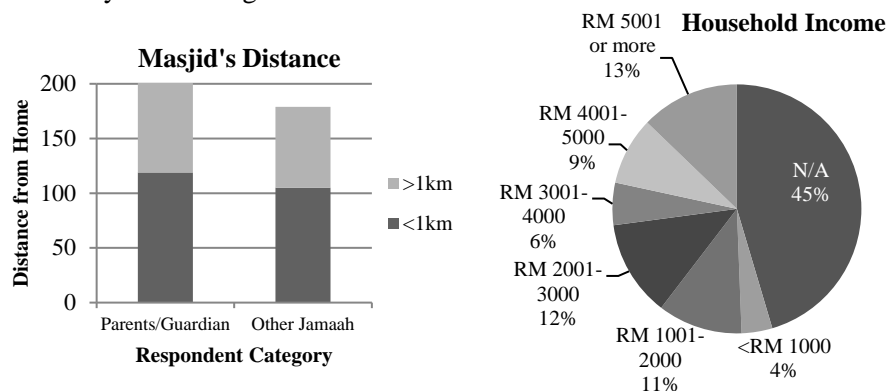 Masjid's Distance
Distance from Home
200
150
100
50
0
Parents/Guardian
Other Jamaah
Respondent Category
>1km
<1km
Household Income
RM 5001
or more
13%
RM 4001-
5000
9%
RM 3001-
4000
6%
RM 2001-
3000
12%
RM 1001-
2000
11%
<RM 1000
4%
N/A
45%